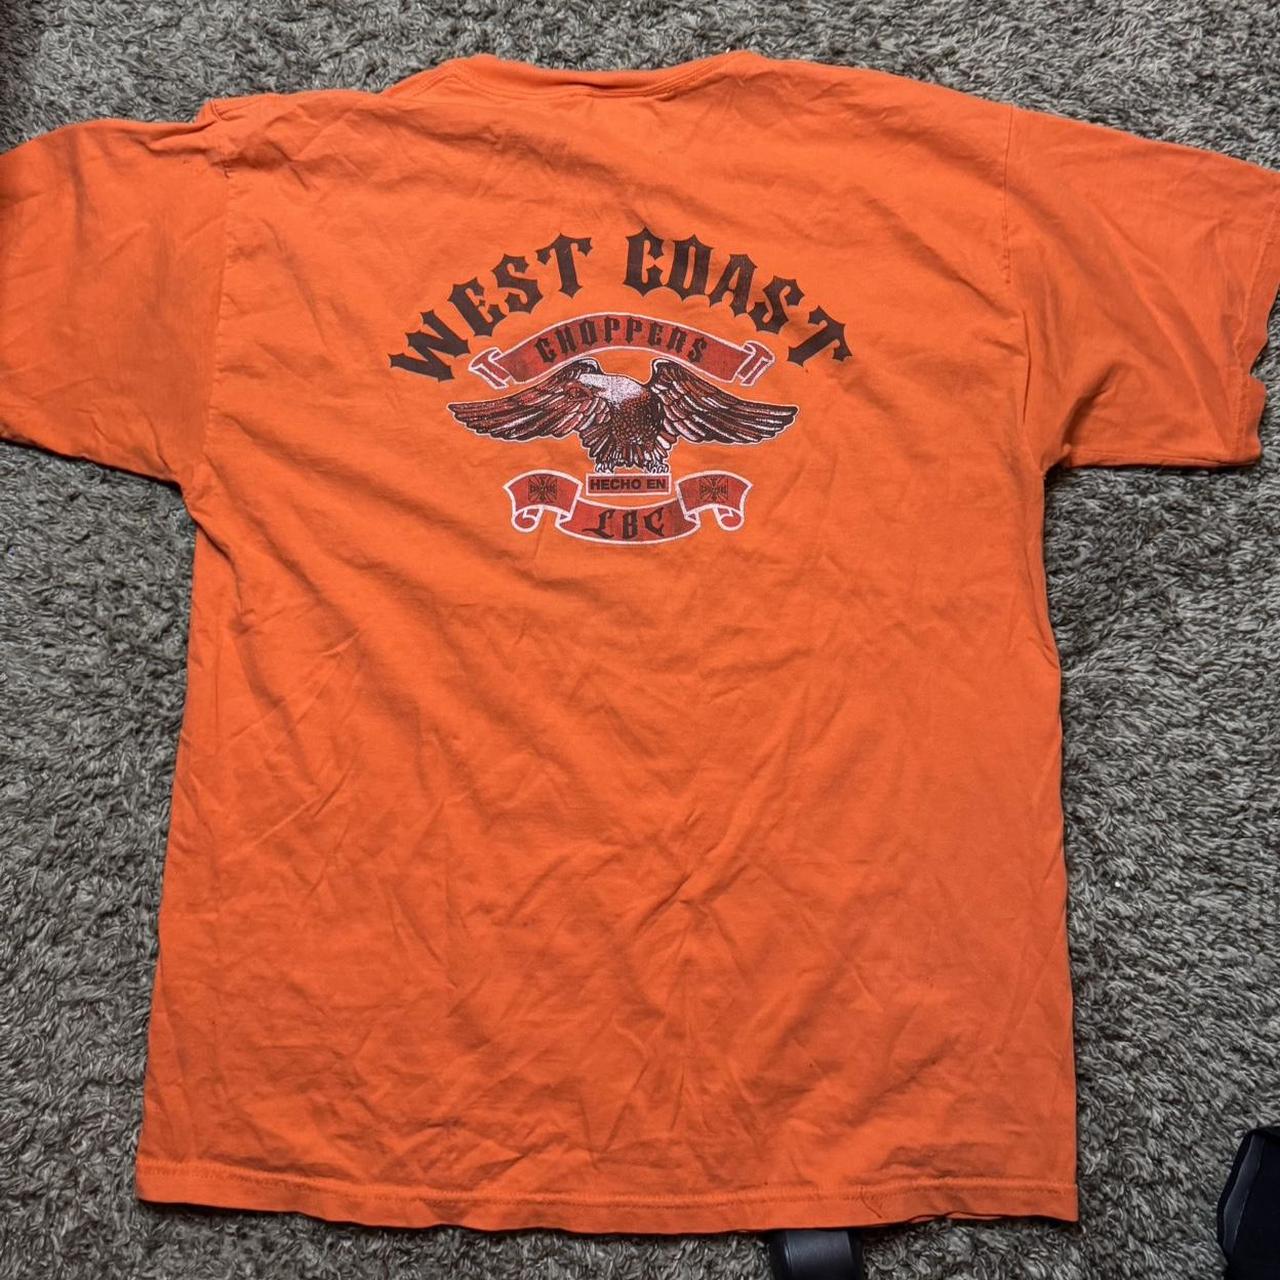 WEST COAST
CHOPPERS
HECHO EN
LBC